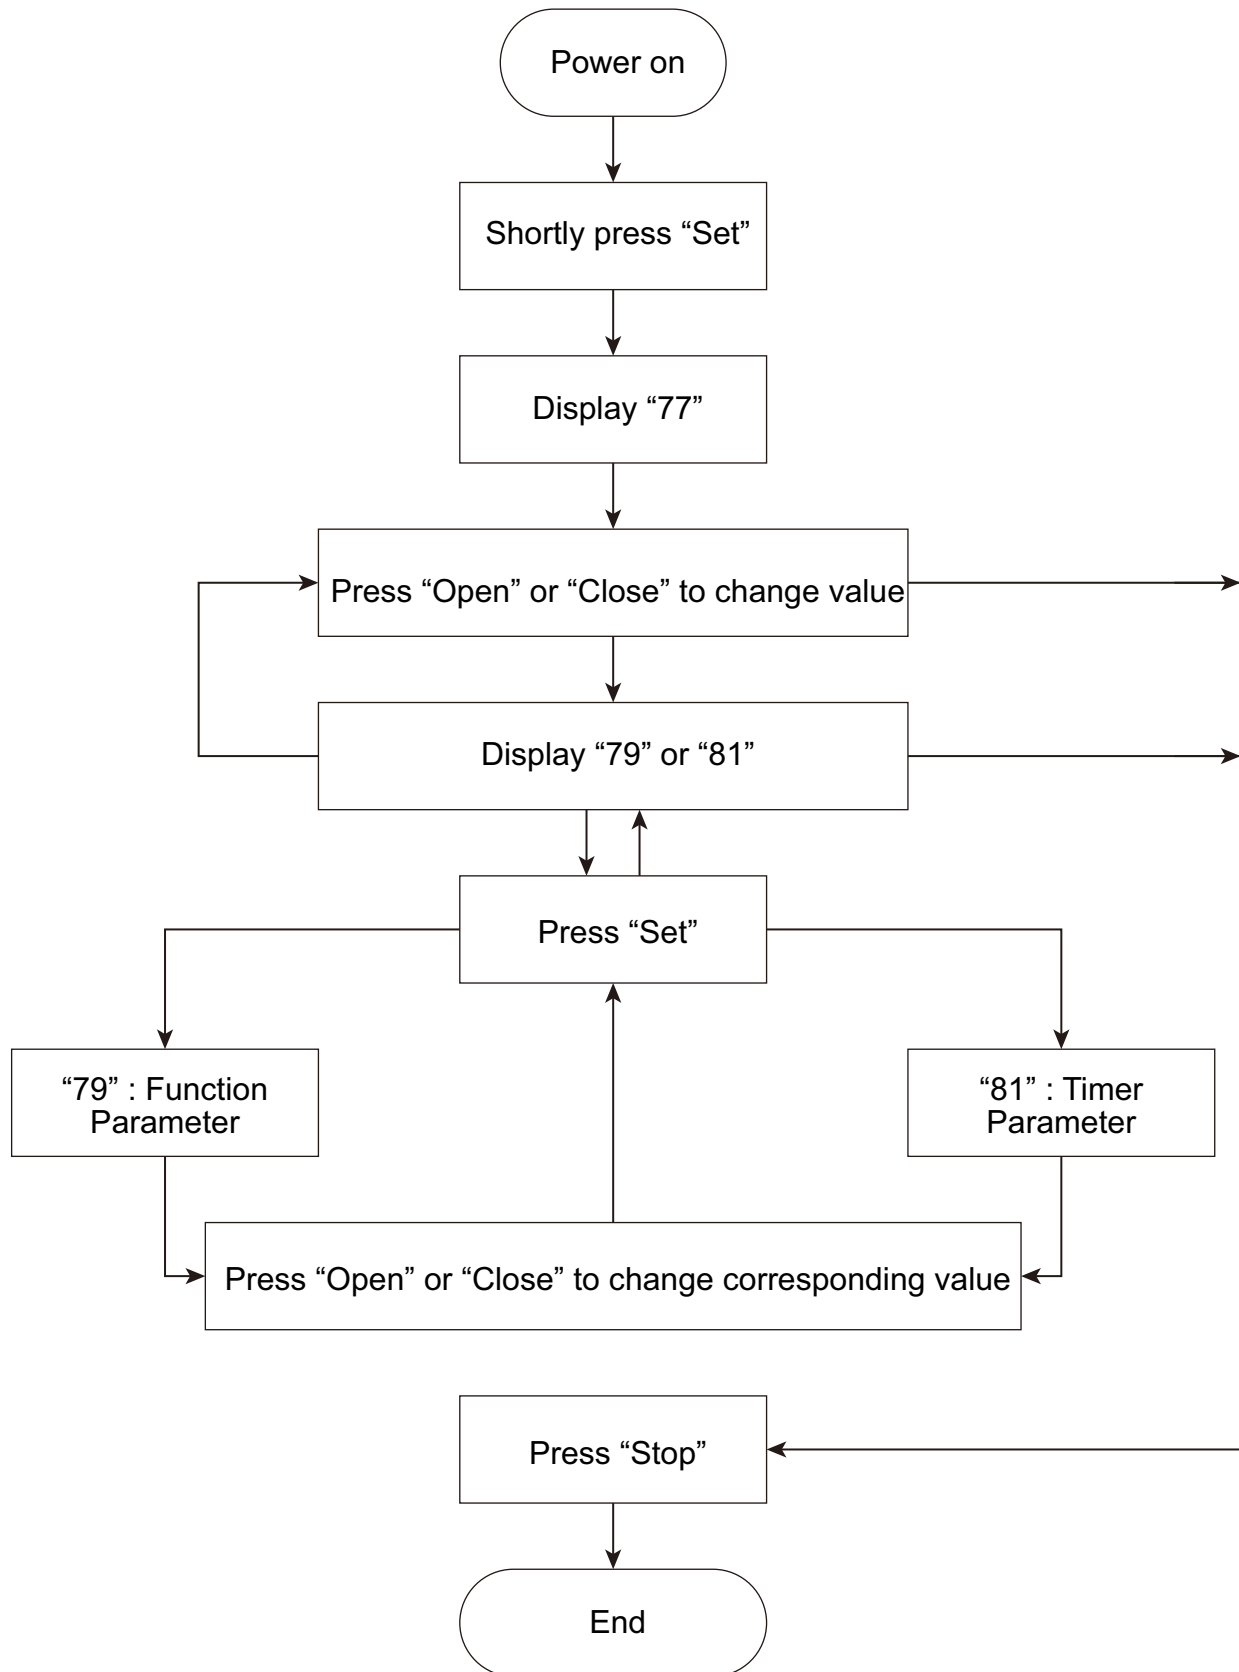 Power on
Shortly press “Set”
Display “77”
Press “Open” or “Close” to change value
Display “79” or “81”
Press “Set”
“79” : Function
Parameter
“81” : Timer
Parameter
Press “Open” or “Close” to change corresponding value
Press “Stop”
End